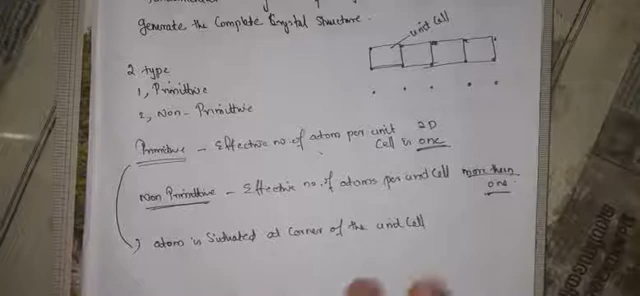 generate the Complete Crystal Structure.
unit cell
2 type
1, Primitive
2, Non-Primitive
Primitive - Effective no. of atoms per unit cell is one
2D
Non Primitive - Effective no. of atoms per unit cell more than one.
) atom is Situated at Corner of the unit cell